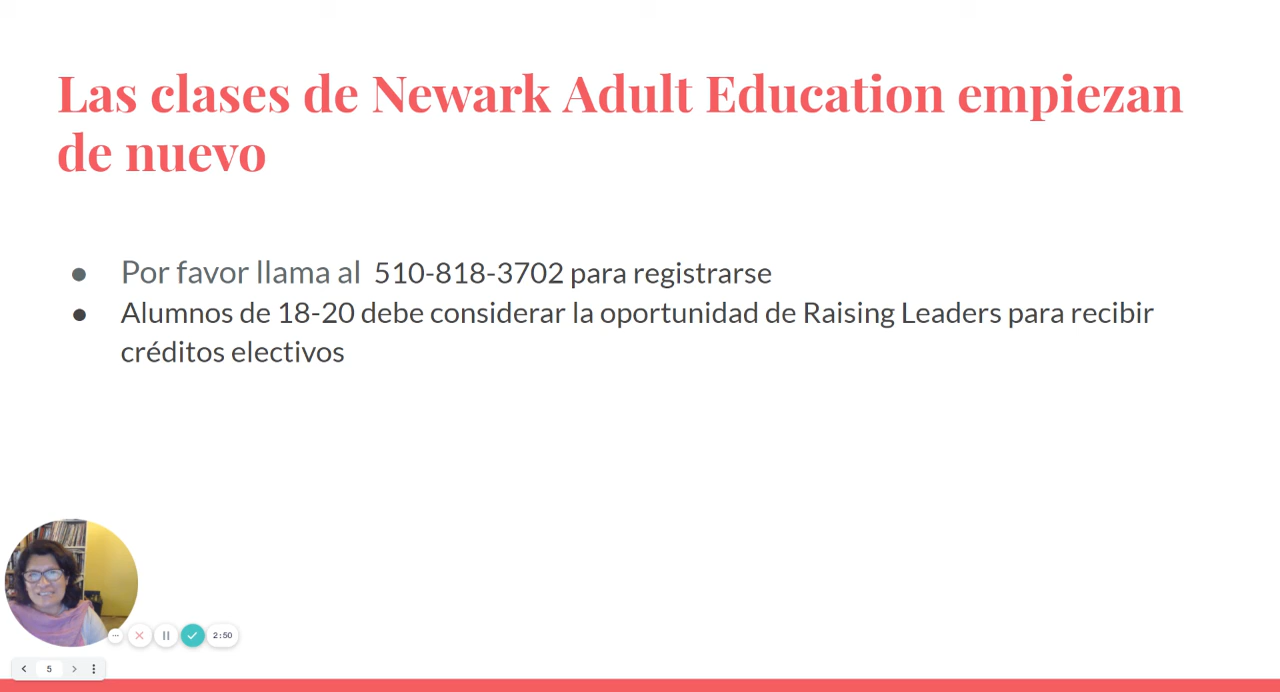 Las clases de Newark Adult Education empiezan
de nuevo
● Por favor llama al 510-818-3702 para registrarse
● Alumnos de 18-20 debe considerar la oportunidad de Raising Leaders para recibir
créditos electivos
2:50
5